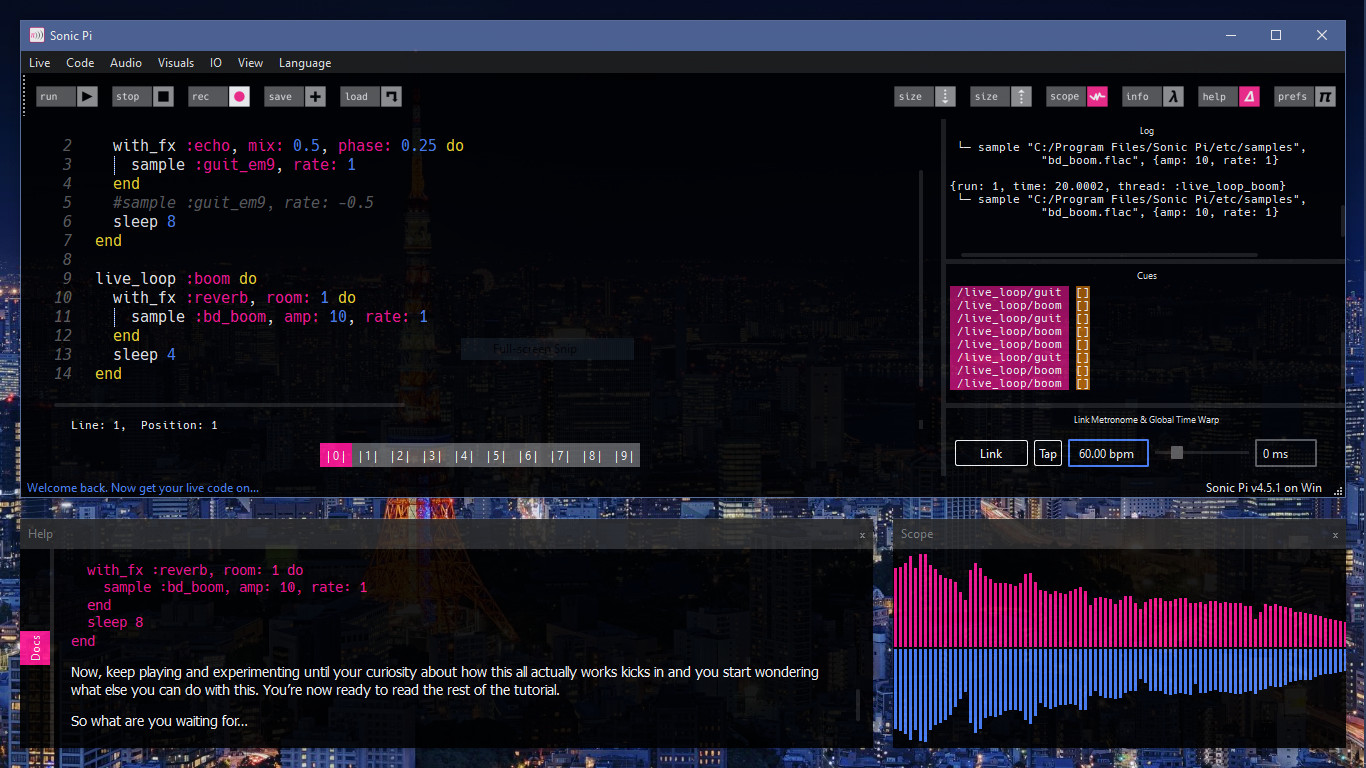 Sonic Pi
Live Code Audio Visuals IO View Language
run stop rec save load size size scope info help prefs
2 with_fx :echo, mix: 0.5, phase: 0.25 do
3 sample :guit_em9, rate: 1
4 end
5 #sample :guit_em9, rate: -0.5
6 sleep 8
7 end
8
9 live_loop :boom do
10 with_fx :reverb, room: 1 do
11 sample :bd_boom, amp: 10, rate: 1
12 end
13 sleep 4
14 end
Full-screen Snip
Line: 1, Position: 1
|0| |1| |2| |3| |4| |5| |6| |7| |8| |9|
Welcome back. Now get your live code on...
Log
└─ sample "C:/Program Files/Sonic Pi/etc/samples",
"bd_boom.flac", {amp: 10, rate: 1}
{run: 1, time: 20.0002, thread: :live_loop_boom}
└─ sample "C:/Program Files/Sonic Pi/etc/samples",
"bd_boom.flac", {amp: 10, rate: 1}
Cues
/live_loop/guit []
/live_loop/boom []
/live_loop/guit []
/live_loop/boom []
/live_loop/boom []
/live_loop/guit []
/live_loop/boom []
/live_loop/boom []
Link Metronome & Global Time Warp
Link Tap 60.00 bpm 0 ms
Sonic Pi v4.5.1 on Win
Help
Docs
with_fx :reverb, room: 1 do
sample :bd_boom, amp: 10, rate: 1
end
sleep 8
end
Now, keep playing and experimenting until your curiosity about how this all actually works kicks in and you start wondering
what else you can do with this. You’re now ready to read the rest of the tutorial.
So what are you waiting for...
Scope